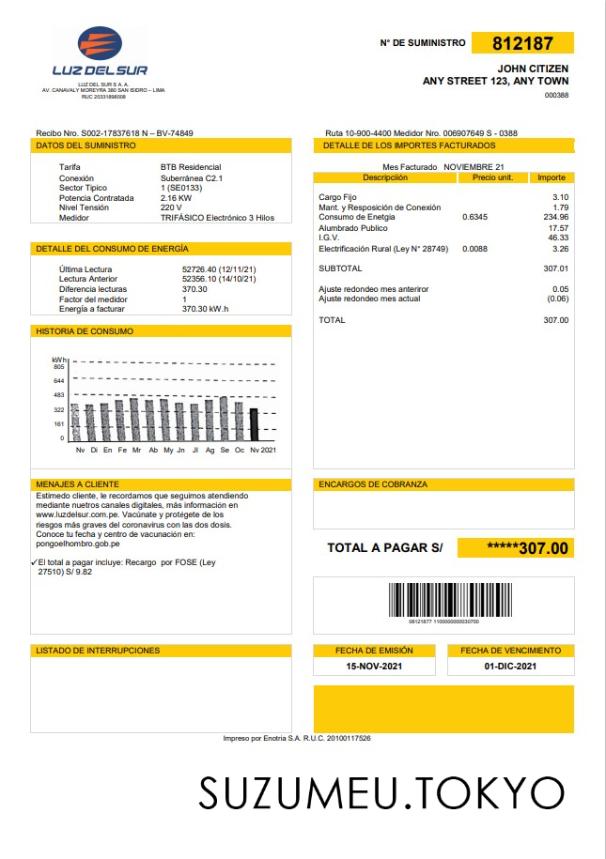 LUZ DEL SUR
LUZ DEL SUR S.A.A.
AV. CANAVALY MOREYRA 380 SAN ISIDRO – LIMA
RUC 20331898008
N° DE SUMINISTRO 812187
JOHN CITIZEN
ANY STREET 123, ANY TOWN
000388
Recibo Nro. S002-17837618 N – BV-74849
DATOS DEL SUMINISTRO
Tarifa BTB Residencial
Conexión Suberránea C2.1
Sector Típico 1 (SE0133)
Potencia Contratada 2.16 KW
Nivel Tensión 220 V
Medidor TRIFÁSICO Electrónico 3 Hilos
DETALLE DEL CONSUMO DE ENERGÍA
Última Lectura 52726.40 (12/11/21)
Lectura Anterior 52356.10 (14/10/21)
Diferencia lecturas 370.30
Factor del medidor 1
Energía a facturar 370.30 kW.h
HISTORIA DE CONSUMO
kWh
805
644
483
322
161
0
Nv Di En Fe Mr Ab My Jn Jl Ag Se Oc Nv 2021
MENAJES A CLIENTE
Estimedo cliente, le recordamos que seguimos atendiendo
mediante nuetros canales digitales, más información en
www.luzdelsur.com.pe. Vacúnate y protégete de los
riesgos más graves del coronavirus con las dos dosis.
Conoce tu fecha y centro de vacunación en:
pongoelhombro.gob.pe
✓El total a pagar incluye: Recargo por FOSE (Ley
27510) S/ 9.82
LISTADO DE INTERRUPCIONES
Ruta 10-900-4400 Medidor Nro. 006907649 S - 0388
DETALLE DE LOS IMPORTES FACTURADOS
Mes Facturado NOVIEMBRE 21
Descripción Precio unit. Importe
Cargo Fijo 3.10
Mant. y Resposición de Conexión 1.79
Consumo de Enetgia 0.6345 234.96
Alumbrado Publico 17.57
I.G.V. 46.33
Electrificación Rural (Ley N° 28749) 0.0088 3.26
SUBTOTAL 307.01
Ajuste redondeo mes anteriror 0.05
Ajuste redondeo mes actual (0.06)
TOTAL 307.00
ENCARGOS DE COBRANZA
TOTAL A PAGAR S/ *****307.00
08121877 1100000000030700
FECHA DE EMISIÓN FECHA DE VENCIMIENTO
15-NOV-2021 01-DIC-2021
Impreso por Enotria S.A. R.U.C. 20100117526
SUZUMEU.TOKYO